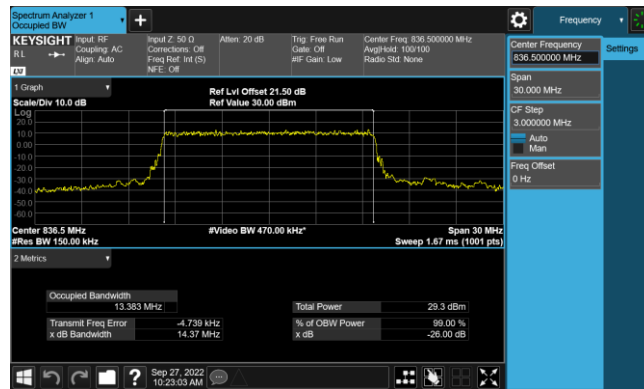 Spectrum Analyzer 1
Occupied BW
Frequency
KEYSIGHT
RL
Input: RF
Coupling: AC
Align: Auto
Input Z: 50 Ω
Corrections: Off
Freq Ref: Int (S)
NFE: Off
Atten: 20 dB
Trig: Free Run
Gate: Off
#IF Gain: Low
Center Freq: 836.500000 MHz
Avg|Hold: 100/100
Radio Std: None
LXI
1 Graph
Scale/Div 10.0 dB
Ref Lvl Offset 21.50 dB
Ref Value 30.00 dBm
Log
20.0
10.0
0.00
-10.0
-20.0
-30.0
-40.0
-50.0
-60.0
Center 836.5 MHz
#Res BW 150.00 kHz
#Video BW 470.00 kHz*
Span 30 MHz
Sweep 1.67 ms (1001 pts)
2 Metrics
Occupied Bandwidth
13.383 MHz
Transmit Freq Error -4.739 kHz
x dB Bandwidth 14.37 MHz
Total Power 29.3 dBm
% of OBW Power 99.00 %
x dB -26.00 dB
Center Frequency
836.500000 MHz
Settings
Span
30.000 MHz
CF Step
3.000000 MHz
Auto
Man
Freq Offset
0 Hz
Sep 27, 2022
10:23:03 AM